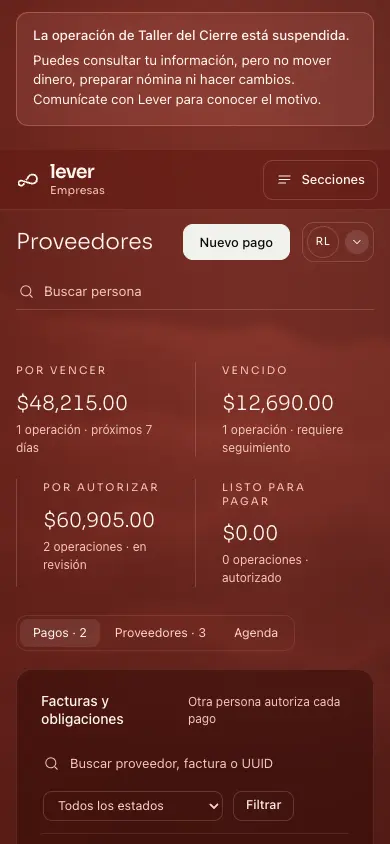 La operación de Taller del Cierre está suspendida.
Puedes consultar tu información, pero no mover
dinero, preparar nómina ni hacer cambios.
Comunícate con Lever para conocer el motivo.
lever
Empresas
Secciones
Proveedores
Nuevo pago
RL
Buscar persona
POR VENCER
$48,215.00
1 operación · próximos 7
días
VENCIDO
$12,690.00
1 operación · requiere
seguimiento
POR AUTORIZAR
$60,905.00
2 operaciones · en
revisión
LISTO PARA
PAGAR
$0.00
0 operaciones ·
autorizado
Pagos · 2
Proveedores · 3
Agenda
Facturas y
obligaciones
Otra persona autoriza cada
pago
Buscar proveedor, factura o UUID
Todos los estados
Filtrar